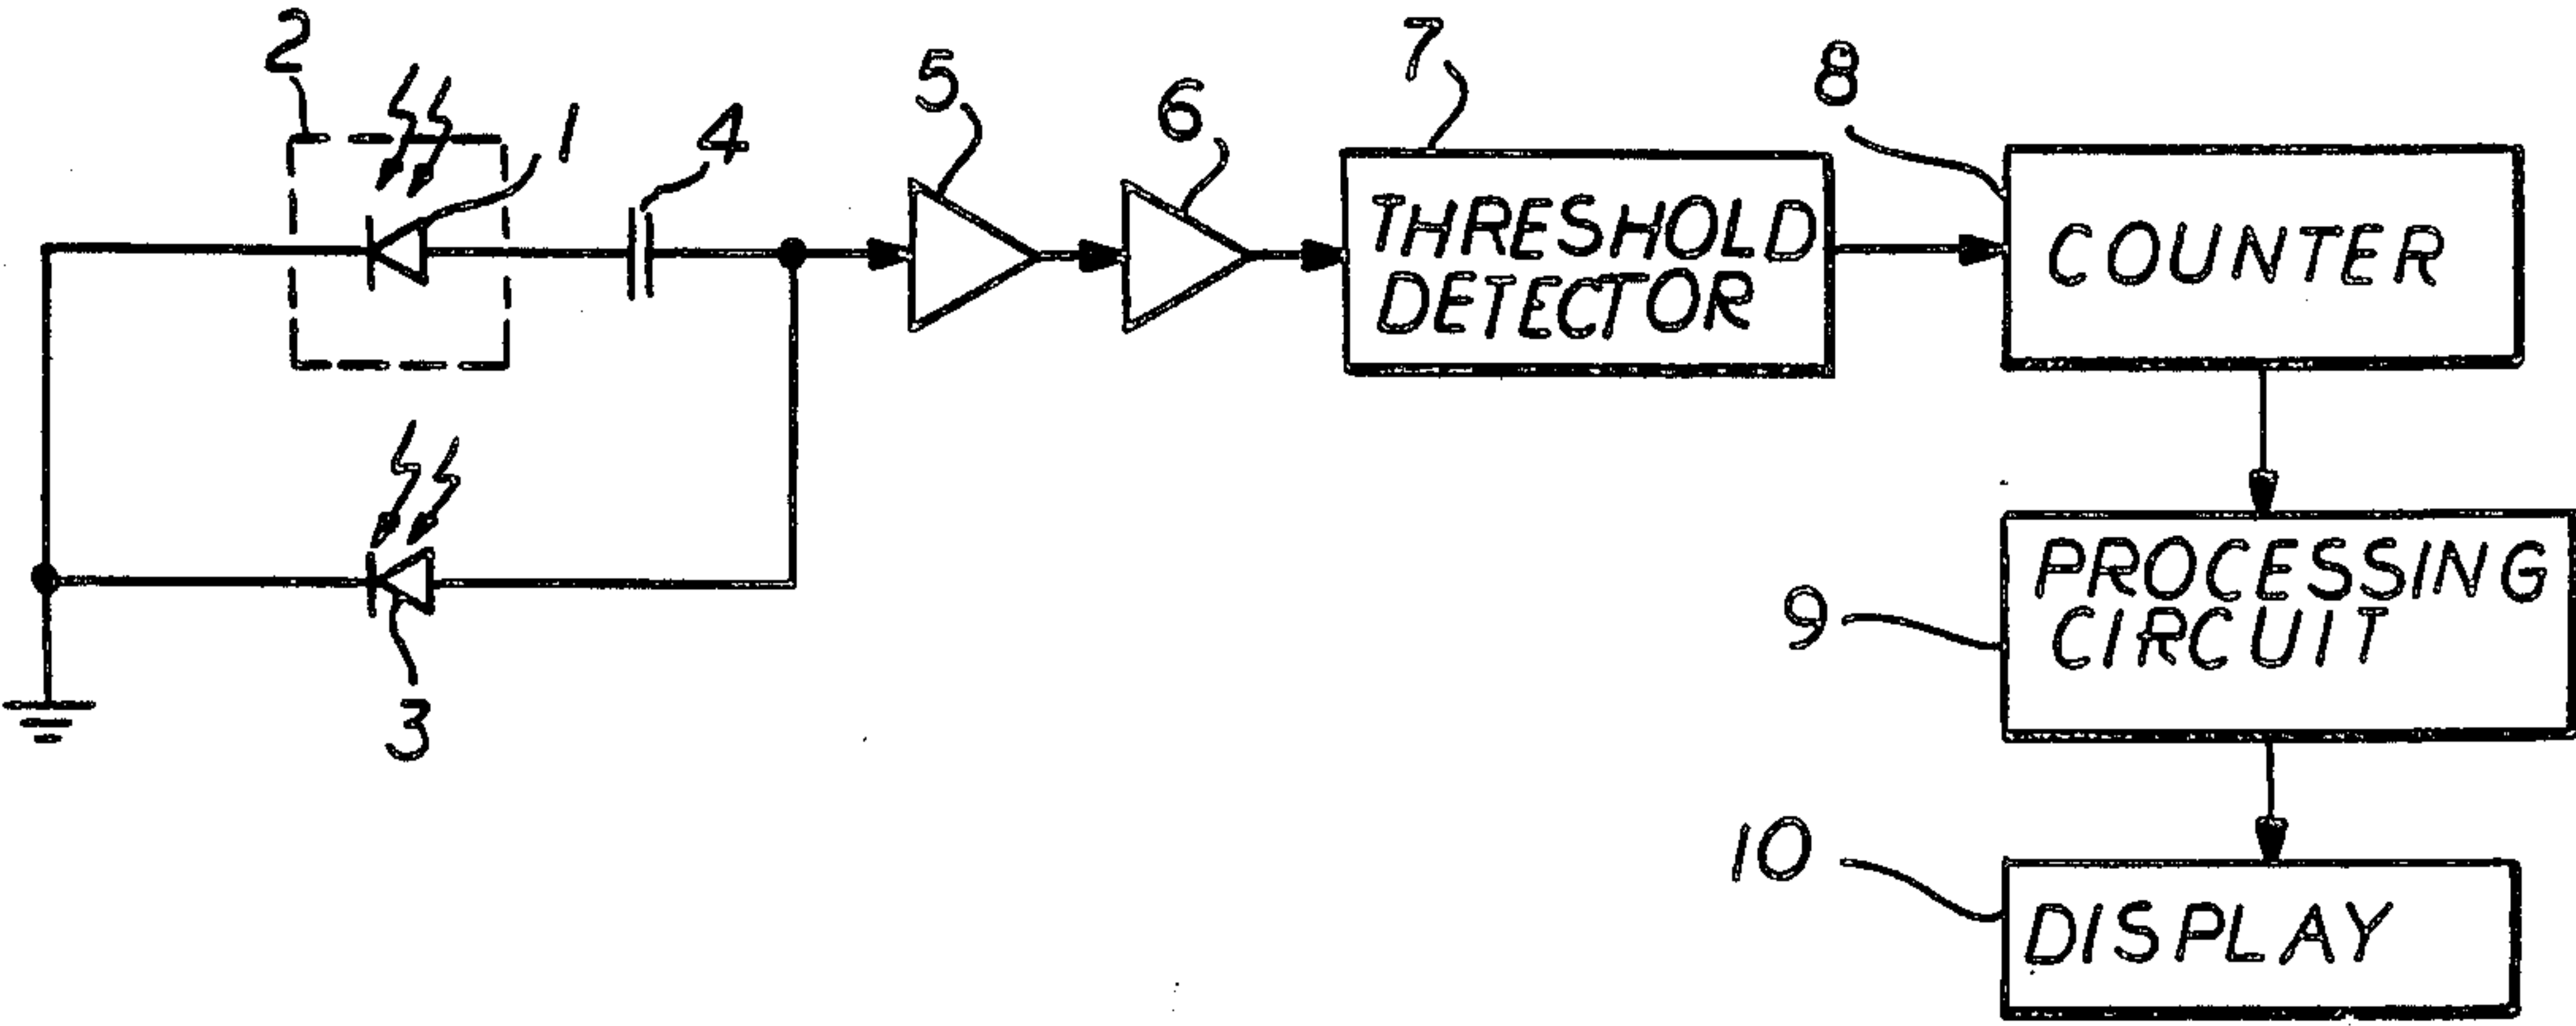 2
1
4
5
6
7
8
THRESHOLD
DETECTOR
COUNTER
3
9
PROCESSING
CIRCUIT
10
DISPLAY